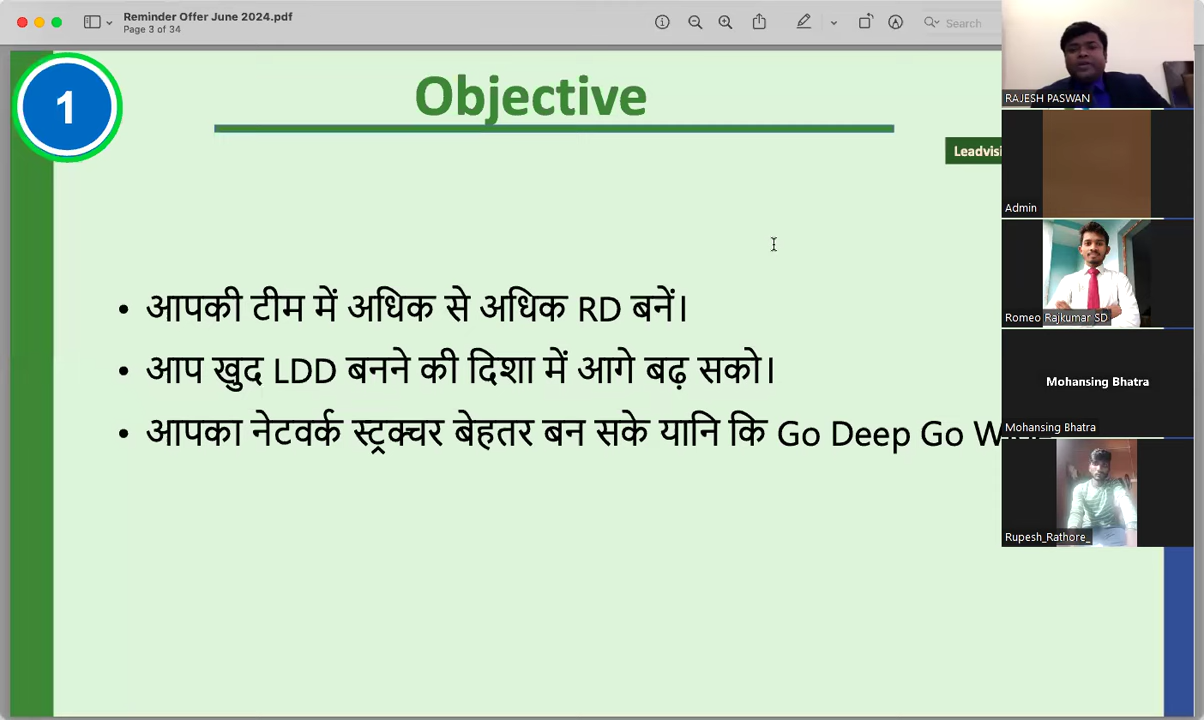 Reminder Offer June 2024.pdf
Page 3 of 34
Search
1
Objective
• आपकी टीम में अधिक से अधिक RD बनें।
• आप खुद LDD बनने की दिशा में आगे बढ़ सको।
• आपका नेटवर्क स्ट्रक्चर बेहतर बन सके यानि कि Go Deep Go
RAJESH PASWAN
Admin
Romeo Rajkumar SD
Mohansing Bhatra
Mohansing Bhatra
Rupesh_Rathore_